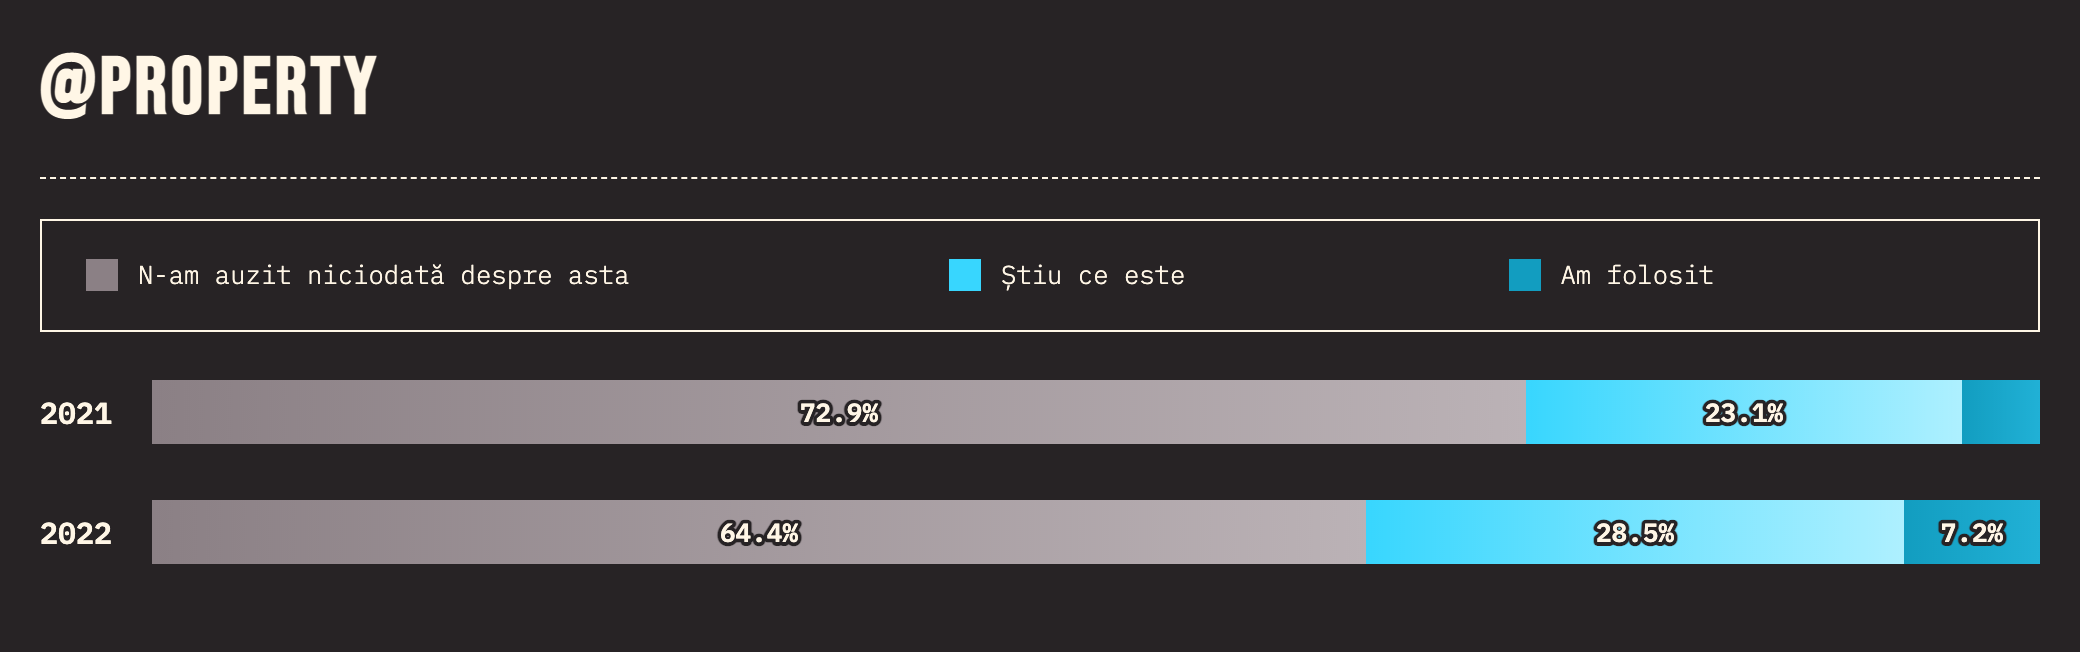 @PROPERTY
N-am auzit niciodată despre asta
Știu ce este
Am folosit
2021 72.9% 23.1%
2022 64.4% 28.5% 7.2%